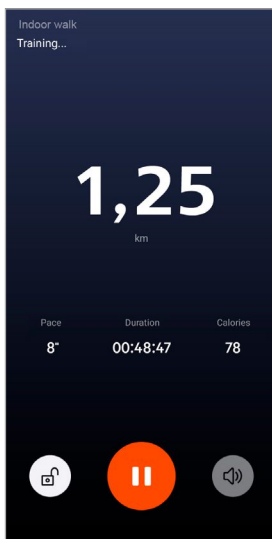 Indoor walk
Training...
1,25
km
Pace Duration Calories
8" 00:48:47 78